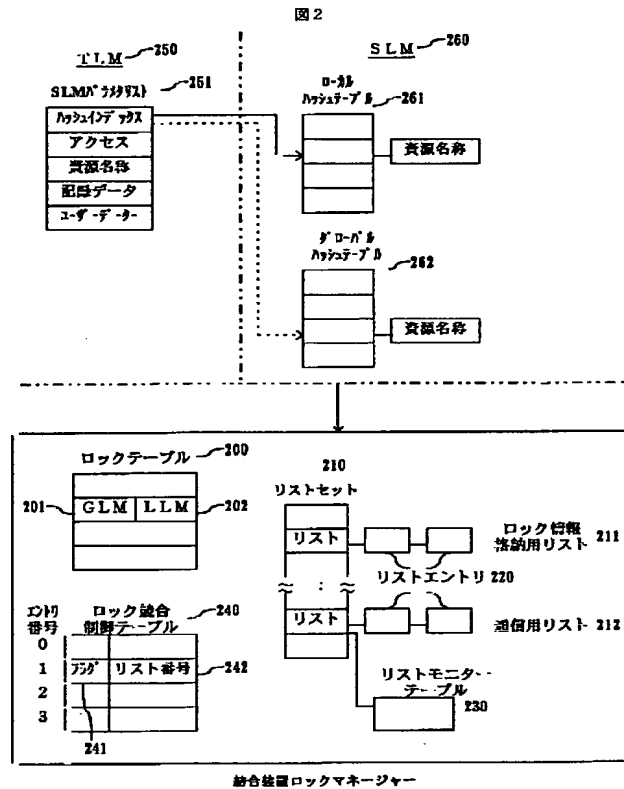 図2
TLM 250
SLM 260
SLMパラメタリスト 251
ハッシュインデックス
アクセス
資源名称
記録データ
ユーザーデーター
ローカル
ハッシュテーブル 261
資源名称
グローバル
ハッシュテーブル 262
資源名称
ロックテーブル 200
201 GLM LLM 202
210
リストセット
リスト
ロック情報
格納用リスト 211
リストエントリ 220
:
リスト
通信用リスト 212
リストモニター
テーブル
230
エントリ
番号
ロック競合
制御テーブル 240
0
1 フラグ リスト番号 242
2
3
241
結合装置ロックマネージャー